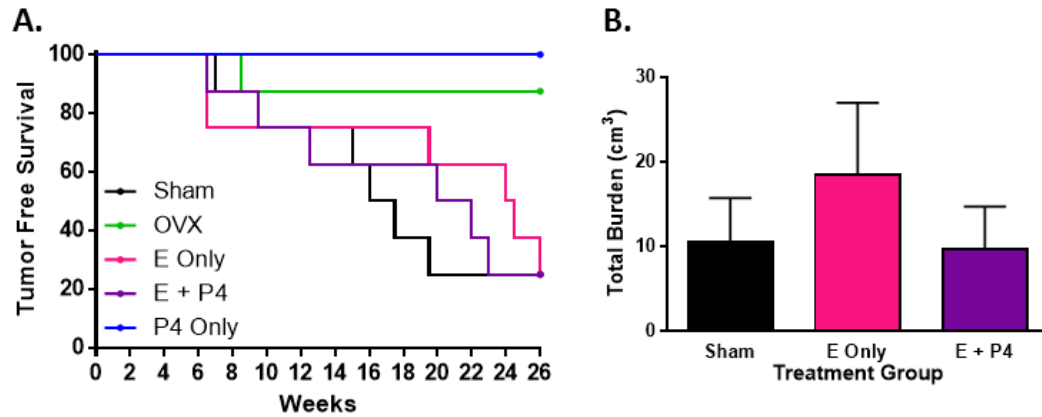 A.
Tumor Free Survival
100
80
60
40
20
0
Sham
OVX
E Only
E + P4
P4 Only
0 2 4 6 8 10 12 14 16 18 20 22 24 26
Weeks
B.
Total Burden (cm³)
30
20
10
0
Sham E Only E + P4
Treatment Group